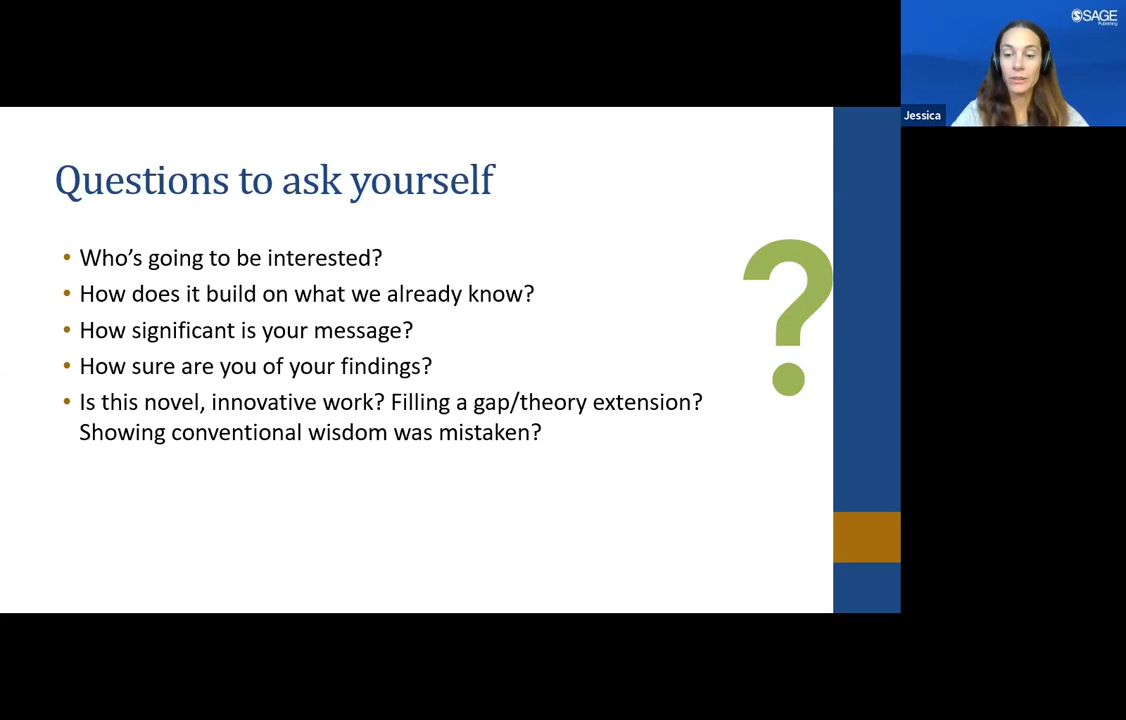 SAGE
Publishing
Jessica
Questions to ask yourself
• Who’s going to be interested?
• How does it build on what we already know?
• How significant is your message?
• How sure are you of your findings?
• Is this novel, innovative work? Filling a gap/theory extension?
Showing conventional wisdom was mistaken?
?